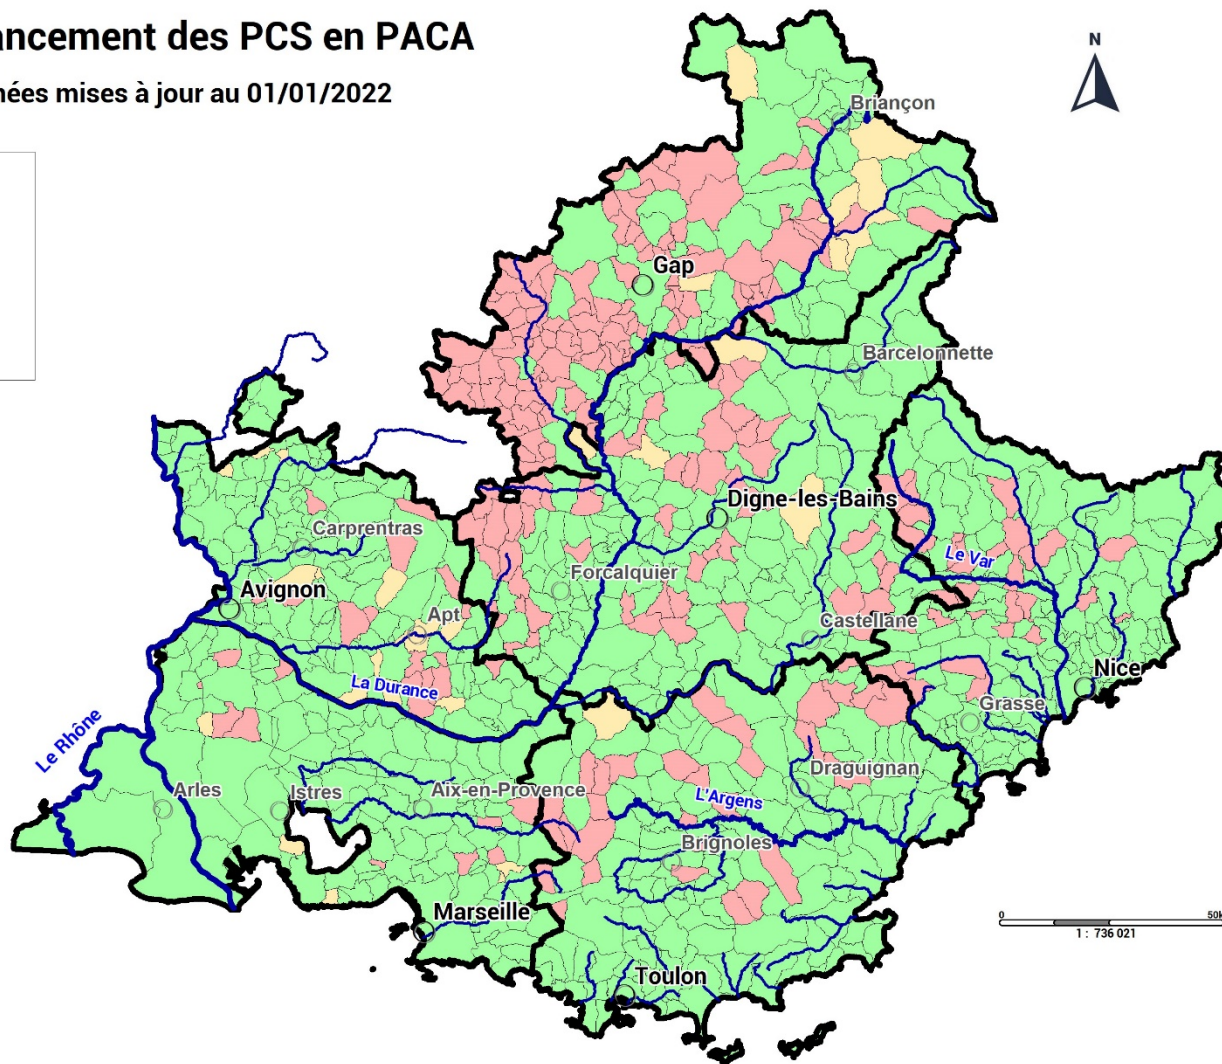 ancement des PCS en PACA
nées mises à jour au 01/01/2022
N
Briançon
Gap
Barcelonnette
Digne-les-Bains
Carprentras
Le Var
Forcalquier
Avignon
Apt
Castellane
La Durance
Nice
Grasse
Le Rhône
Draguignan
Arles
Istres
Aix-en-Provence
L'Argens
Brignoles
Marseille
0
50k
1 : 736 021
Toulon